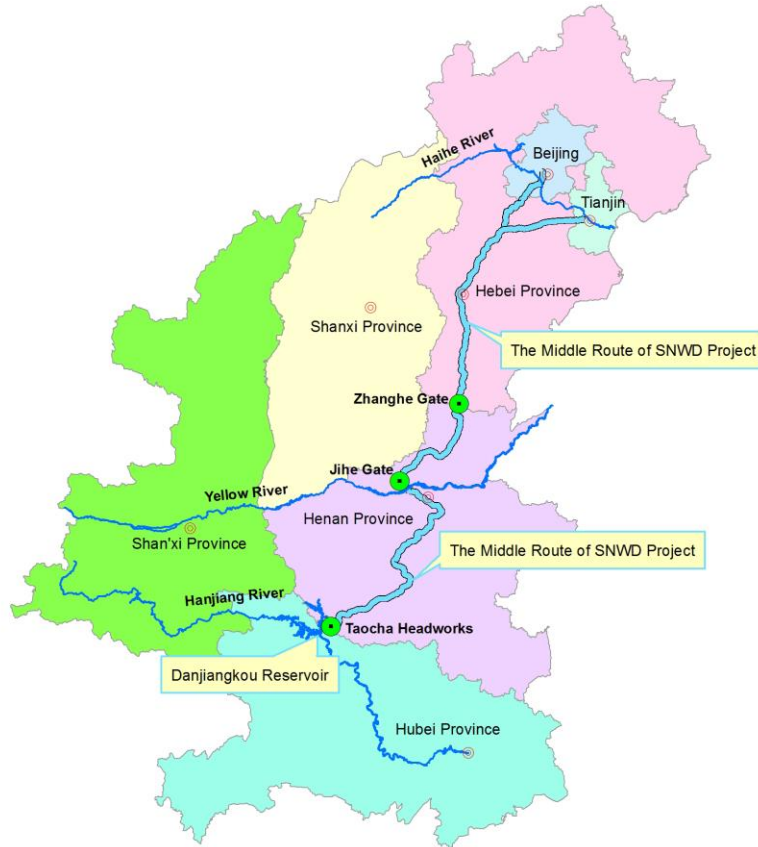 Haihe River
Beijing
Tianjin
Hebei Province
Shanxi Province
The Middle Route of SNWD Project
Zhanghe Gate
Jihe Gate
Yellow River
Henan Province
Shan'xi Province
The Middle Route of SNWD Project
Hanjiang River
Taocha Headworks
Danjiangkou Reservoir
Hubei Province